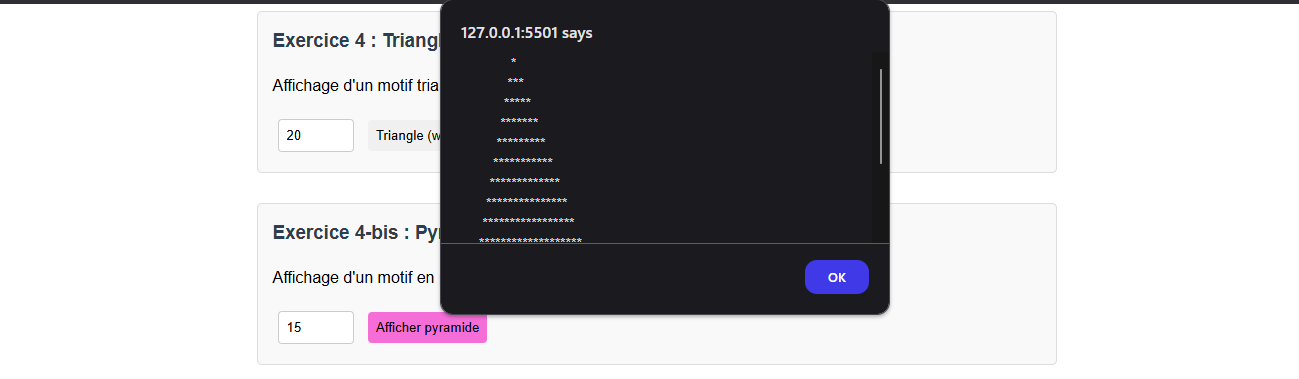 127.0.0.1:5501 says
*
***
*****
*******
*********
***********
*************
***************
*****************
*******************
OK
Exercice 4 : Triangl
Affichage d'un motif tria
20
Triangle (w
Exercice 4-bis : Pyr
Affichage d'un motif en
15
Afficher pyramide